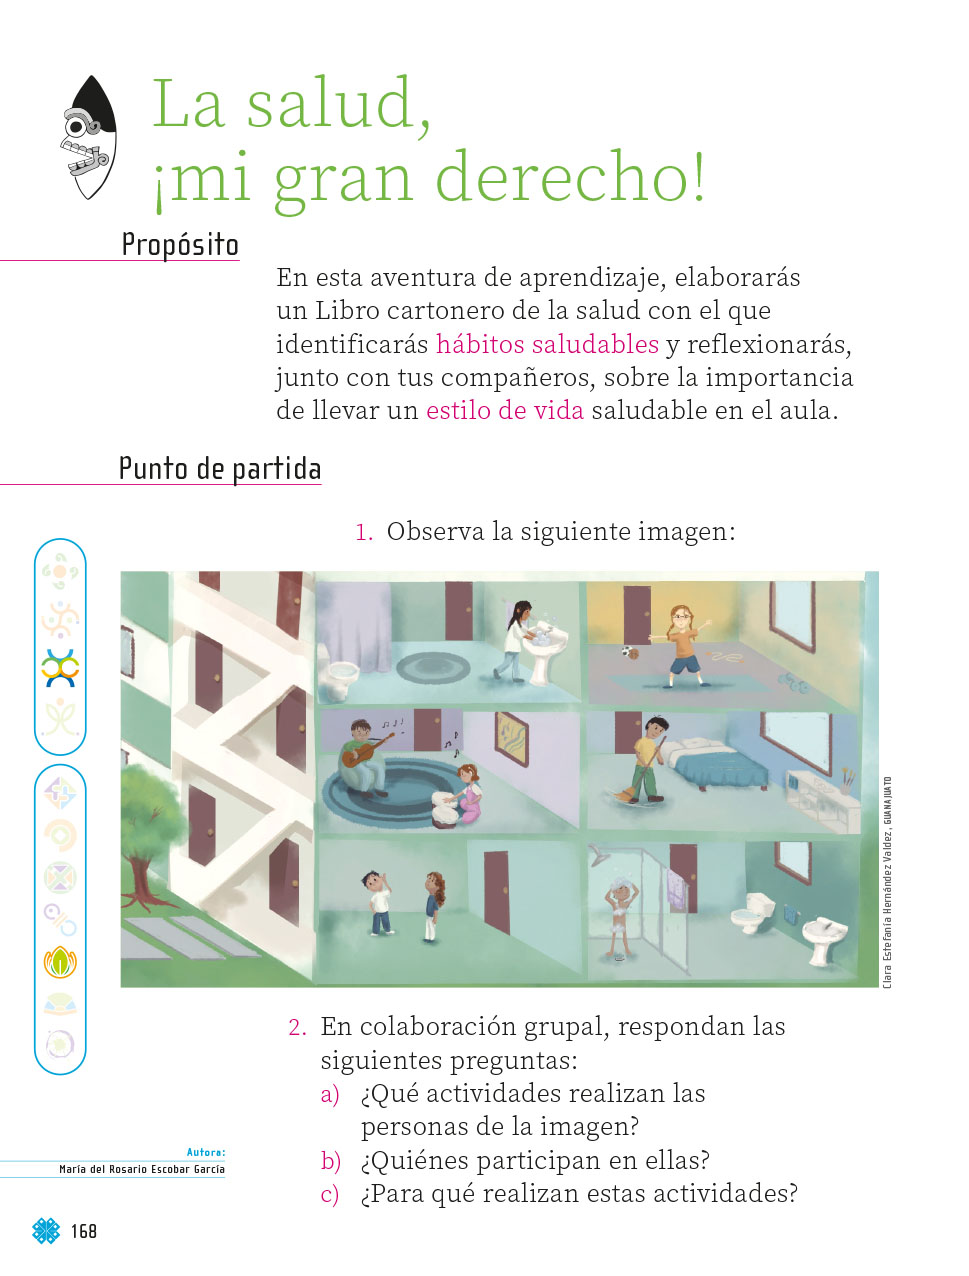 La salud,
¡mi gran derecho!
Propósito
En esta aventura de aprendizaje, elaborarás
un Libro cartonero de la salud con el que
identificarás hábitos saludables y reflexionarás,
junto con tus compañeros, sobre la importancia
de llevar un estilo de vida saludable en el aula.
Punto de partida
1. Observa la siguiente imagen:
Clara Estefanía Hernández Valdez, GUANAJUATO
2. En colaboración grupal, respondan las
siguientes preguntas:
a) ¿Qué actividades realizan las
personas de la imagen?
b) ¿Quiénes participan en ellas?
c) ¿Para qué realizan estas actividades?
Autora:
María del Rosario Escobar García
168